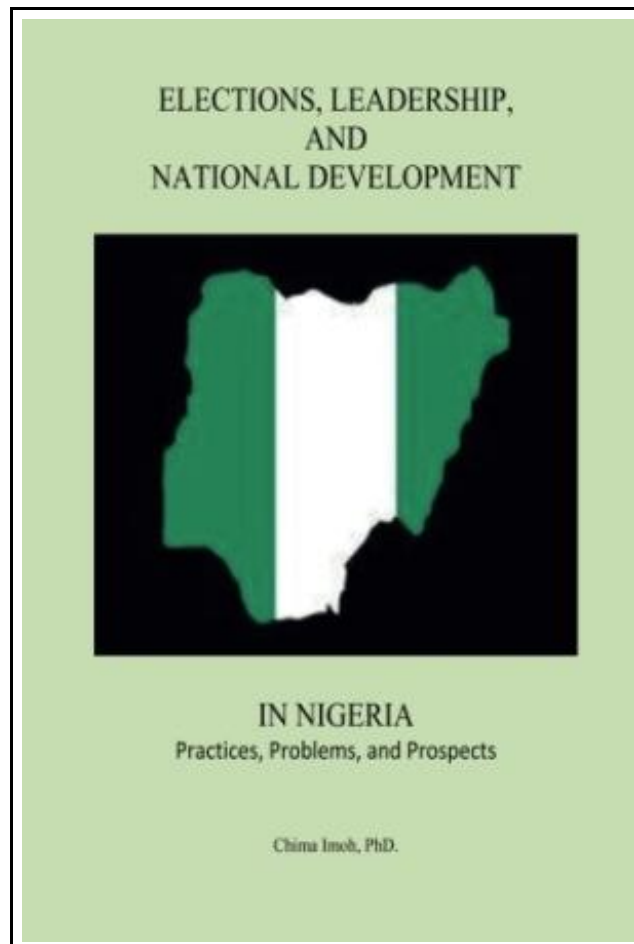 ELECTIONS, LEADERSHIP,
AND
NATIONAL DEVELOPMENT
IN NIGERIA
Practices, Problems, and Prospects
Chima Imoh, PhD.